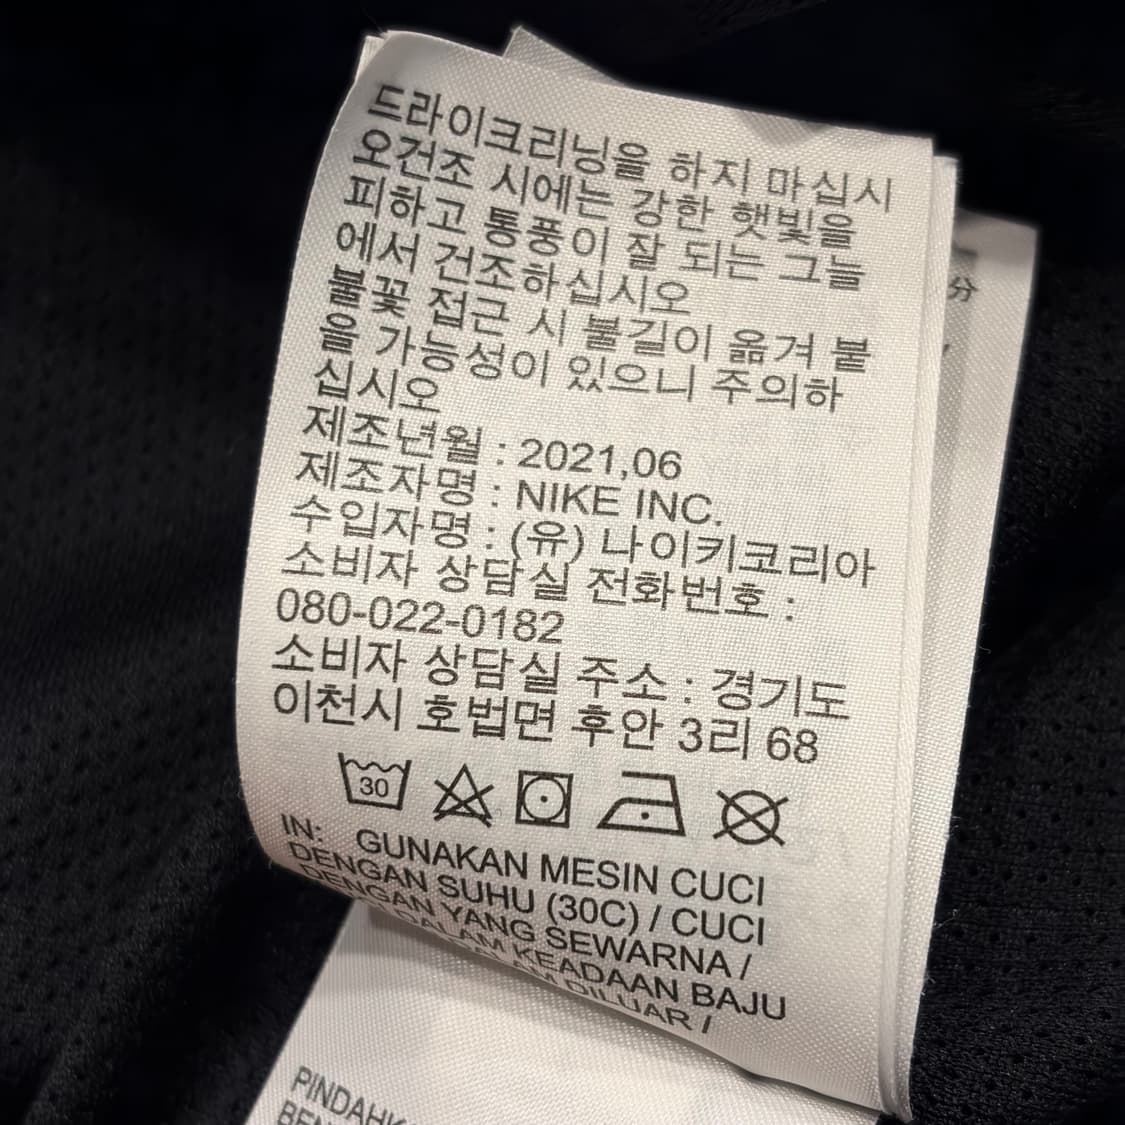 드라이크리닝을 하지 마십시
오건조 시에는 강한 햇빛을
피하고 통풍이 잘 되는 그늘
에서 건조하십시오
불꽃 접근 시 불길이 옮겨 붙
을 가능성이 있으니 주의하
십시오
제조년월 : 2021,06
제조자명 : NIKE INC.
수입자명 : (유) 나이키코리아
소비자 상담실 전화번호 :
080-022-0182
소비자 상담실 주소 : 경기도
이천시 호법면 후안 3리 68
30
IN: GUNAKAN MESIN CUCI
DENGAN SUHU (30C) / CUCI
DENGAN YANG SEWARNA /
DALAM KEADAAN BAJU
DILUAR /
分